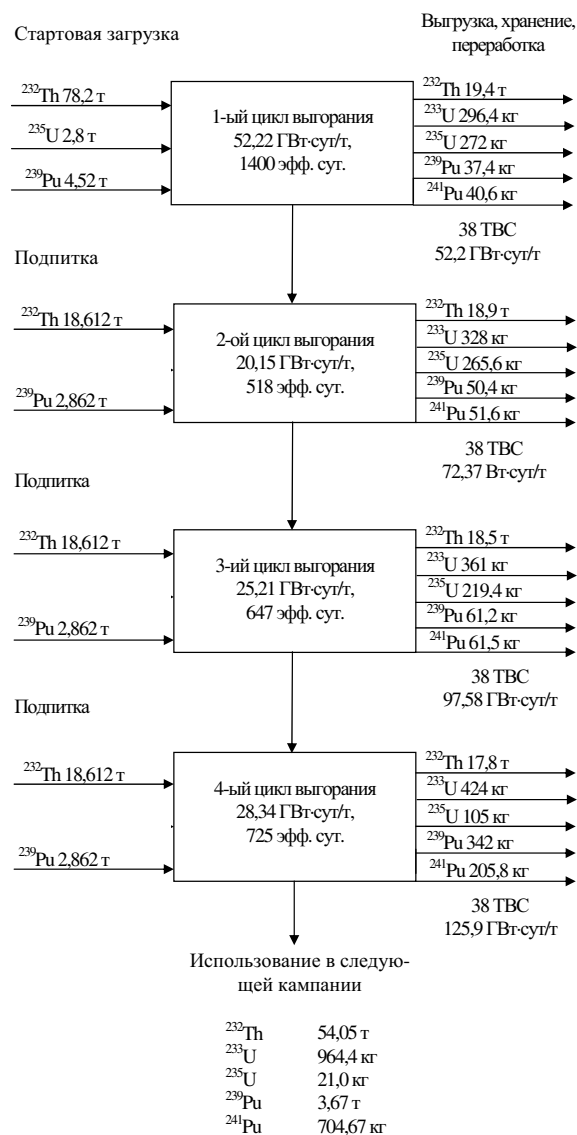 Стартовая загрузка
Выгрузка, хранение,
переработка
²³²Th 78,2 т
²³⁵U 2,8 т
²³⁹Pu 4,52 т
1-ый цикл выгорания
52,22 ГВт·сут/т,
1400 эфф. сут.
²³²Th 19,4 т
²³³U 296,4 кг
²³⁵U 272 кг
²³⁹Pu 37,4 кг
²⁴¹Pu 40,6 кг
38 ТВС
52,2 ГВт·сут/т
Подпитка
²³²Th 18,612 т
²³⁹Pu 2,862 т
2-ой цикл выгорания
20,15 ГВт·сут/т,
518 эфф. сут.
²³²Th 18,9 т
²³³U 328 кг
²³⁵U 265,6 кг
²³⁹Pu 50,4 кг
²⁴¹Pu 51,6 кг
38 ТВС
72,37 Вт·сут/т
Подпитка
²³²Th 18,612 т
²³⁹Pu 2,862 т
3-ий цикл выгорания
25,21 ГВт·сут/т,
647 эфф. сут.
²³²Th 18,5 т
²³³U 361 кг
²³⁵U 219,4 кг
²³⁹Pu 61,2 кг
²⁴¹Pu 61,5 кг
38 ТВС
97,58 ГВт·сут/т
Подпитка
²³²Th 18,612 т
²³⁹Pu 2,862 т
4-ый цикл выгорания
28,34 ГВт·сут/т,
725 эфф. сут.
²³²Th 17,8 т
²³³U 424 кг
²³⁵U 105 кг
²³⁹Pu 342 кг
²⁴¹Pu 205,8 кг
38 ТВС
125,9 ГВт·сут/т
Использование в следую-
щей кампании
²³²Th 54,05 т
²³³U 964,4 кг
²³⁵U 21,0 кг
²³⁹Pu 3,67 т
²⁴¹Pu 704,67 кг